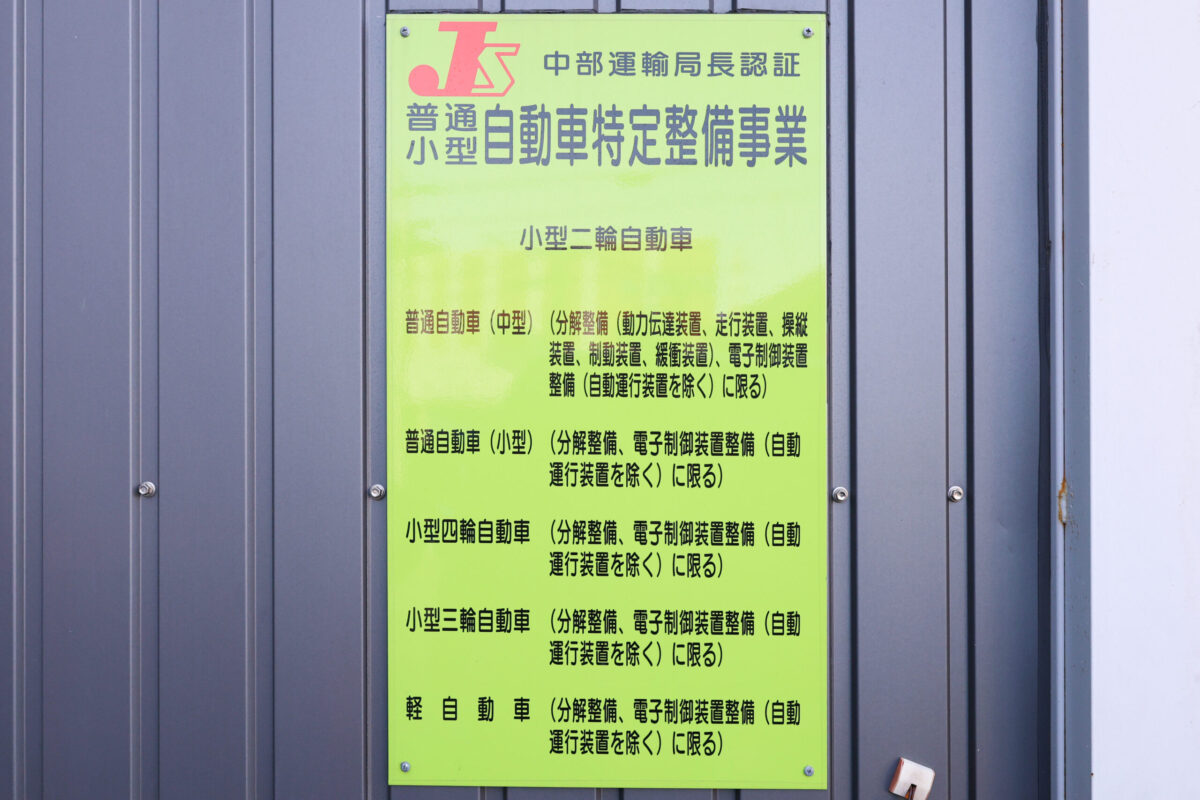 JS
中部運輸局長認証
普通
小型
自動車特定整備事業
小型二輪自動車
普通自動車（中型）（分解整備（動力伝達装置、走行装置、操縦
装置、制動装置、緩衝装置）、電子制御装置
整備（自動運行装置を除く）に限る）
普通自動車（小型）（分解整備、電子制御装置整備（自動
運行装置を除く）に限る）
小型四輪自動車（分解整備、電子制御装置整備（自動
運行装置を除く）に限る）
小型三輪自動車（分解整備、電子制御装置整備（自動
運行装置を除く）に限る）
軽自動車（分解整備、電子制御装置整備（自動
運行装置を除く）に限る）